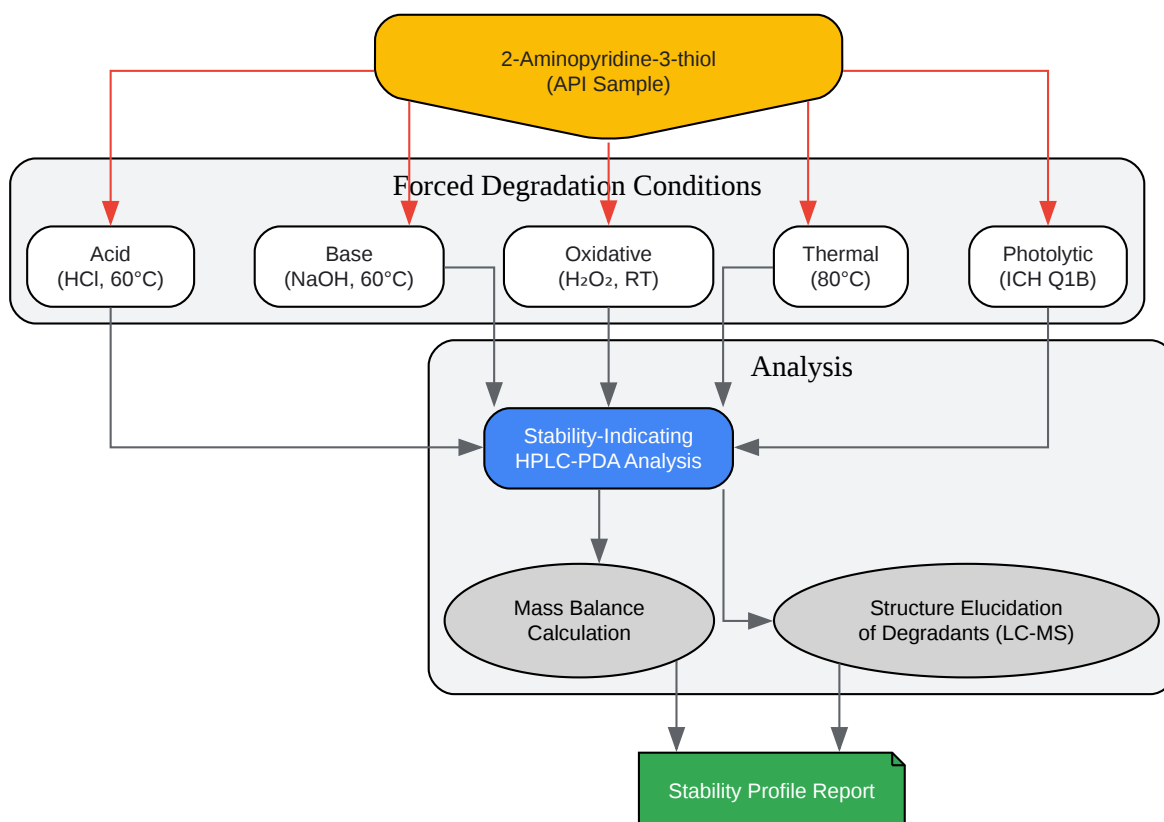 2-Aminopyridine-3-thiol
(API Sample)
Forced Degradation Conditions
Acid
(HCl, 60°C)
Base
(NaOH, 60°C)
Oxidative
(H₂O₂, RT)
Thermal
(80°C)
Photolytic
(ICH Q1B)
Analysis
Stability-Indicating
HPLC-PDA Analysis
Mass Balance
Calculation
Structure Elucidation
of Degradants (LC-MS)
Stability Profile Report